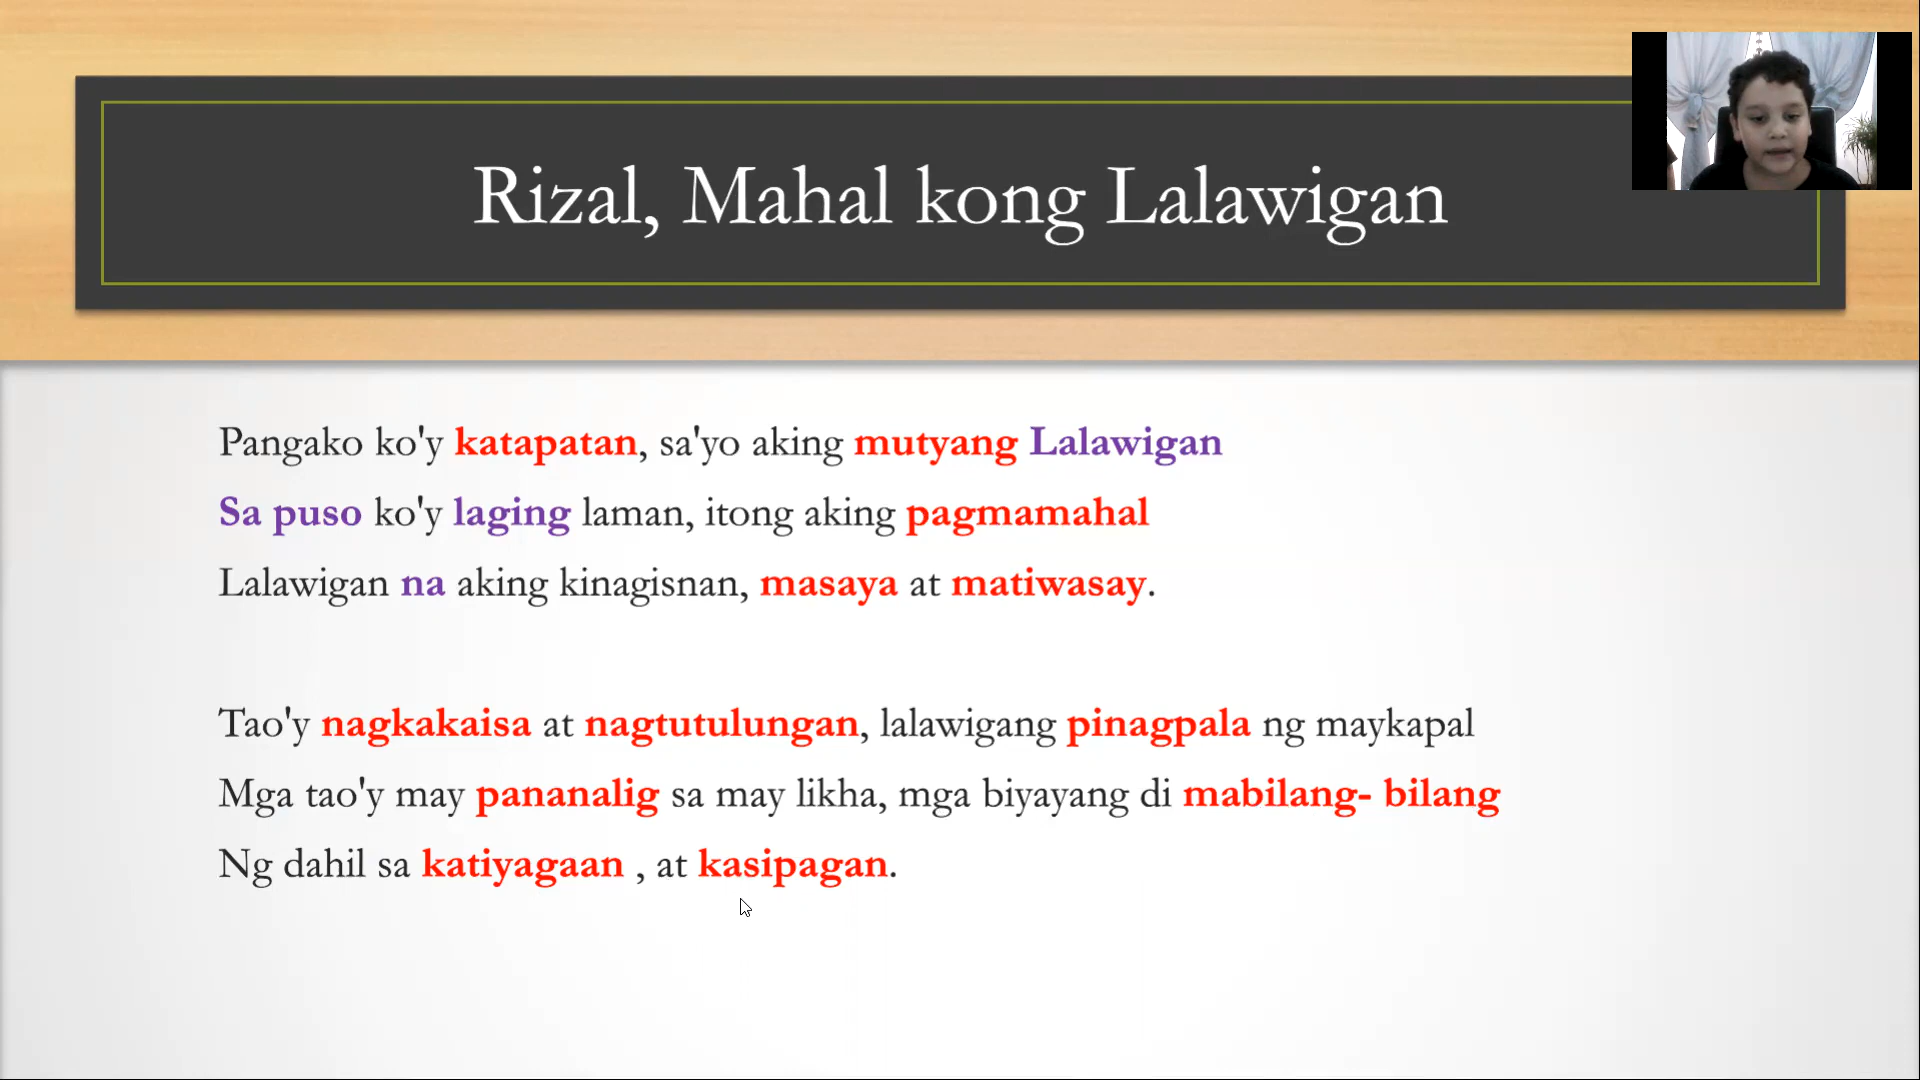 Rizal, Mahal kong Lalawigan
Pangako ko'y katapatan, sa'yo aking mutyang Lalawigan
Sa puso ko'y laging laman, itong aking pagmamahal
Lalawigan na aking kinagisnan, masaya at matiwasay.
Tao'y nagkakaisa at nagtutulungan, lalawigang pinagpala ng maykapal
Mga tao'y may pananalig sa may likha, mga biyayang di mabilang- bilang
Ng dahil sa katiyagaan , at kasipagan.